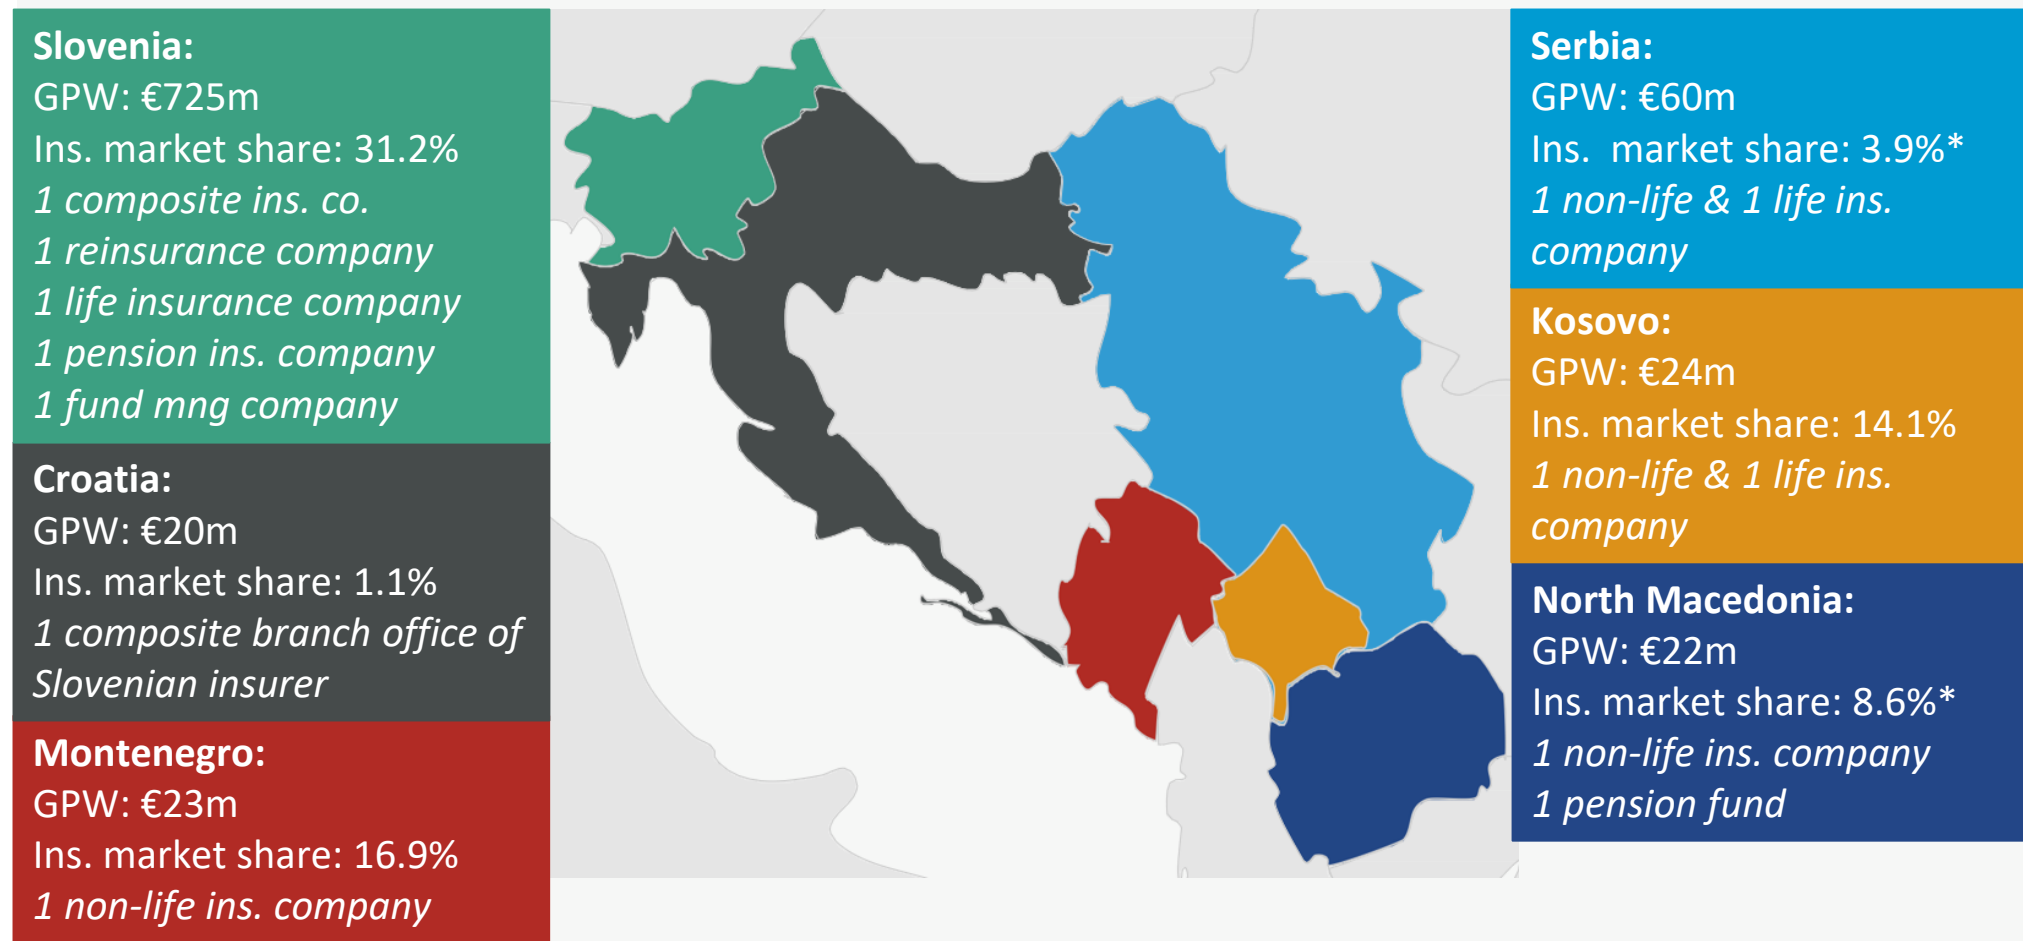 Slovenia:
GPW: €725m
Ins. market share: 31.2%
1 composite ins. co.
1 reinsurance company
1 life insurance company
1 pension ins. company
1 fund mng company
Croatia:
GPW: €20m
Ins. market share: 1.1%
1 composite branch office of
Slovenian insurer
Montenegro:
GPW: €23m
Ins. market share: 16.9%
1 non-life ins. company
Serbia:
GPW: €60m
Ins. market share: 3.9%*
1 non-life & 1 life ins.
company
Kosovo:
GPW: €24m
Ins. market share: 14.1%
1 non-life & 1 life ins.
company
North Macedonia:
GPW: €22m
Ins. market share: 8.6%*
1 non-life ins. company
1 pension fund